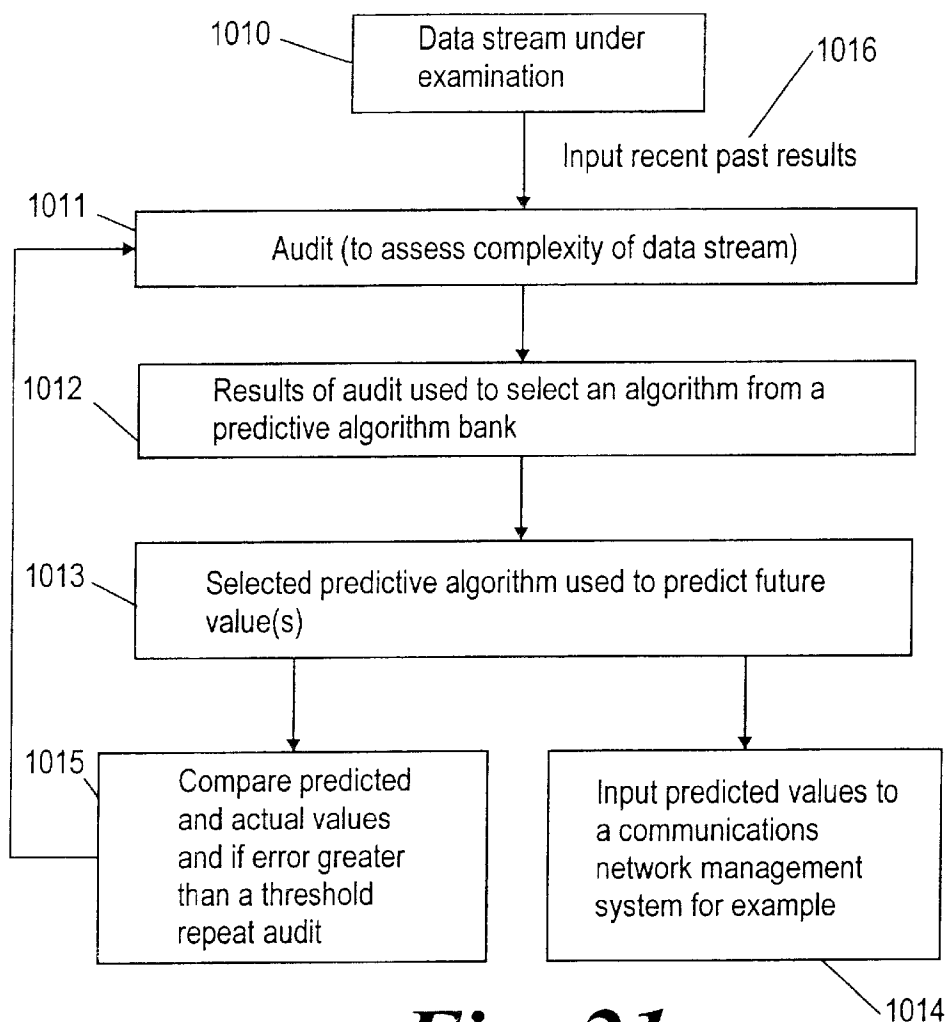 1010
Data stream under
examination
1016
Input recent past results
1011
Audit (to assess complexity of data stream)
1012
Results of audit used to select an algorithm from a
predictive algorithm bank
1013
Selected predictive algorithm used to predict future
value(s)
1015
Compare predicted
and actual values
and if error greater
than a threshold
repeat audit
Input predicted values to
a communications
network management
system for example
1014